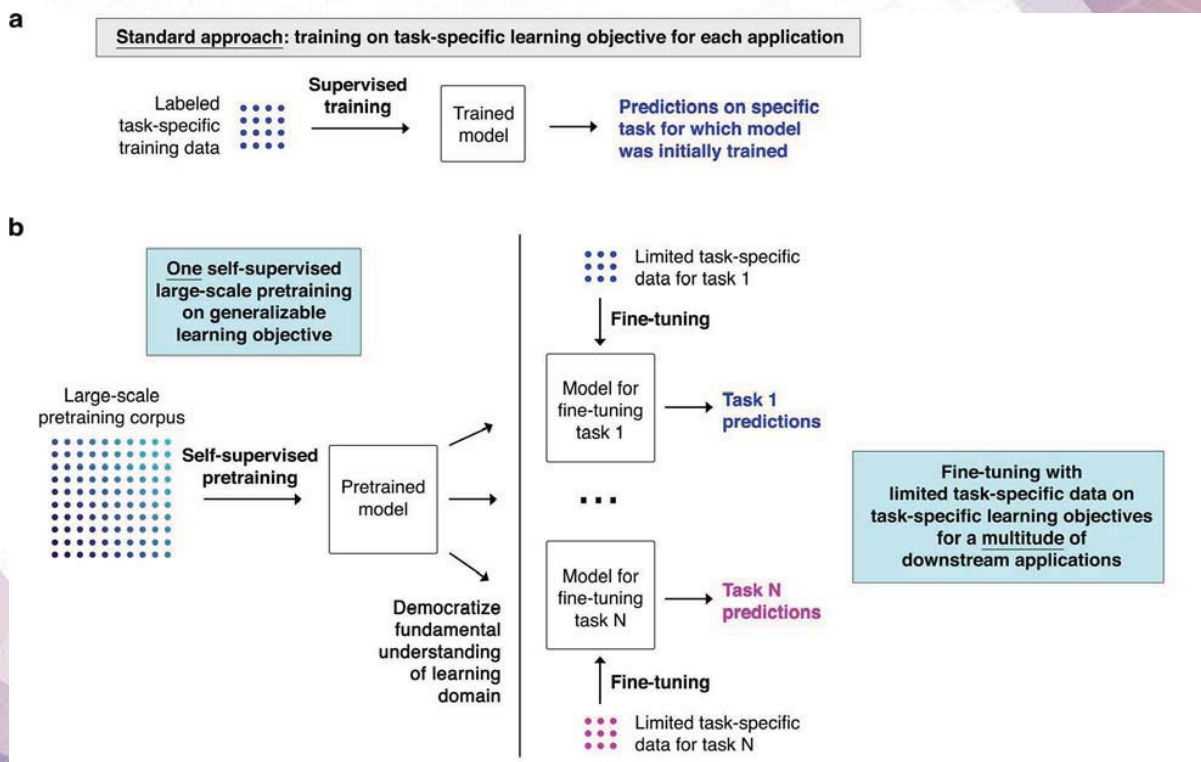 a
Standard approach: training on task-specific learning objective for each application
Labeled
task-specific
training data
Supervised
training
Trained
model
Predictions on specific
task for which model
was initially trained
b
One self-supervised
large-scale pretraining
on generalizable
learning objective
Large-scale
pretraining corpus
Self-supervised
pretraining
Pretrained
model
Democratize
fundamental
understanding
of learning
domain
Limited task-specific
data for task 1
Fine-tuning
Model for
fine-tuning
task 1
Task 1
predictions
...
Model for
fine-tuning
task N
Task N
predictions
Fine-tuning
Limited task-specific
data for task N
Fine-tuning with
limited task-specific data on
task-specific learning objectives
for a multitude of
downstream applications